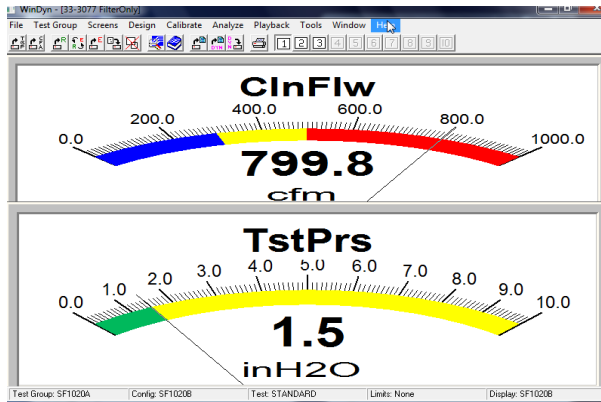 WinDyn - [33-3077 FilterOnly]
File Test Group Screens Design Calibrate Analyze Playback Tools Window Help
1 2 3 4 5 6 7 8 9 10
ClnFlw
0.0 200.0 400.0 600.0 800.0 1000.0
799.8
cfm
TstPrs
0.0 1.0 2.0 3.0 4.0 5.0 6.0 7.0 8.0 9.0 10.0
1.5
inH2O
Test Group: SF1020A Config: SF1020B Test: STANDARD Limits: None Display: SF1020B